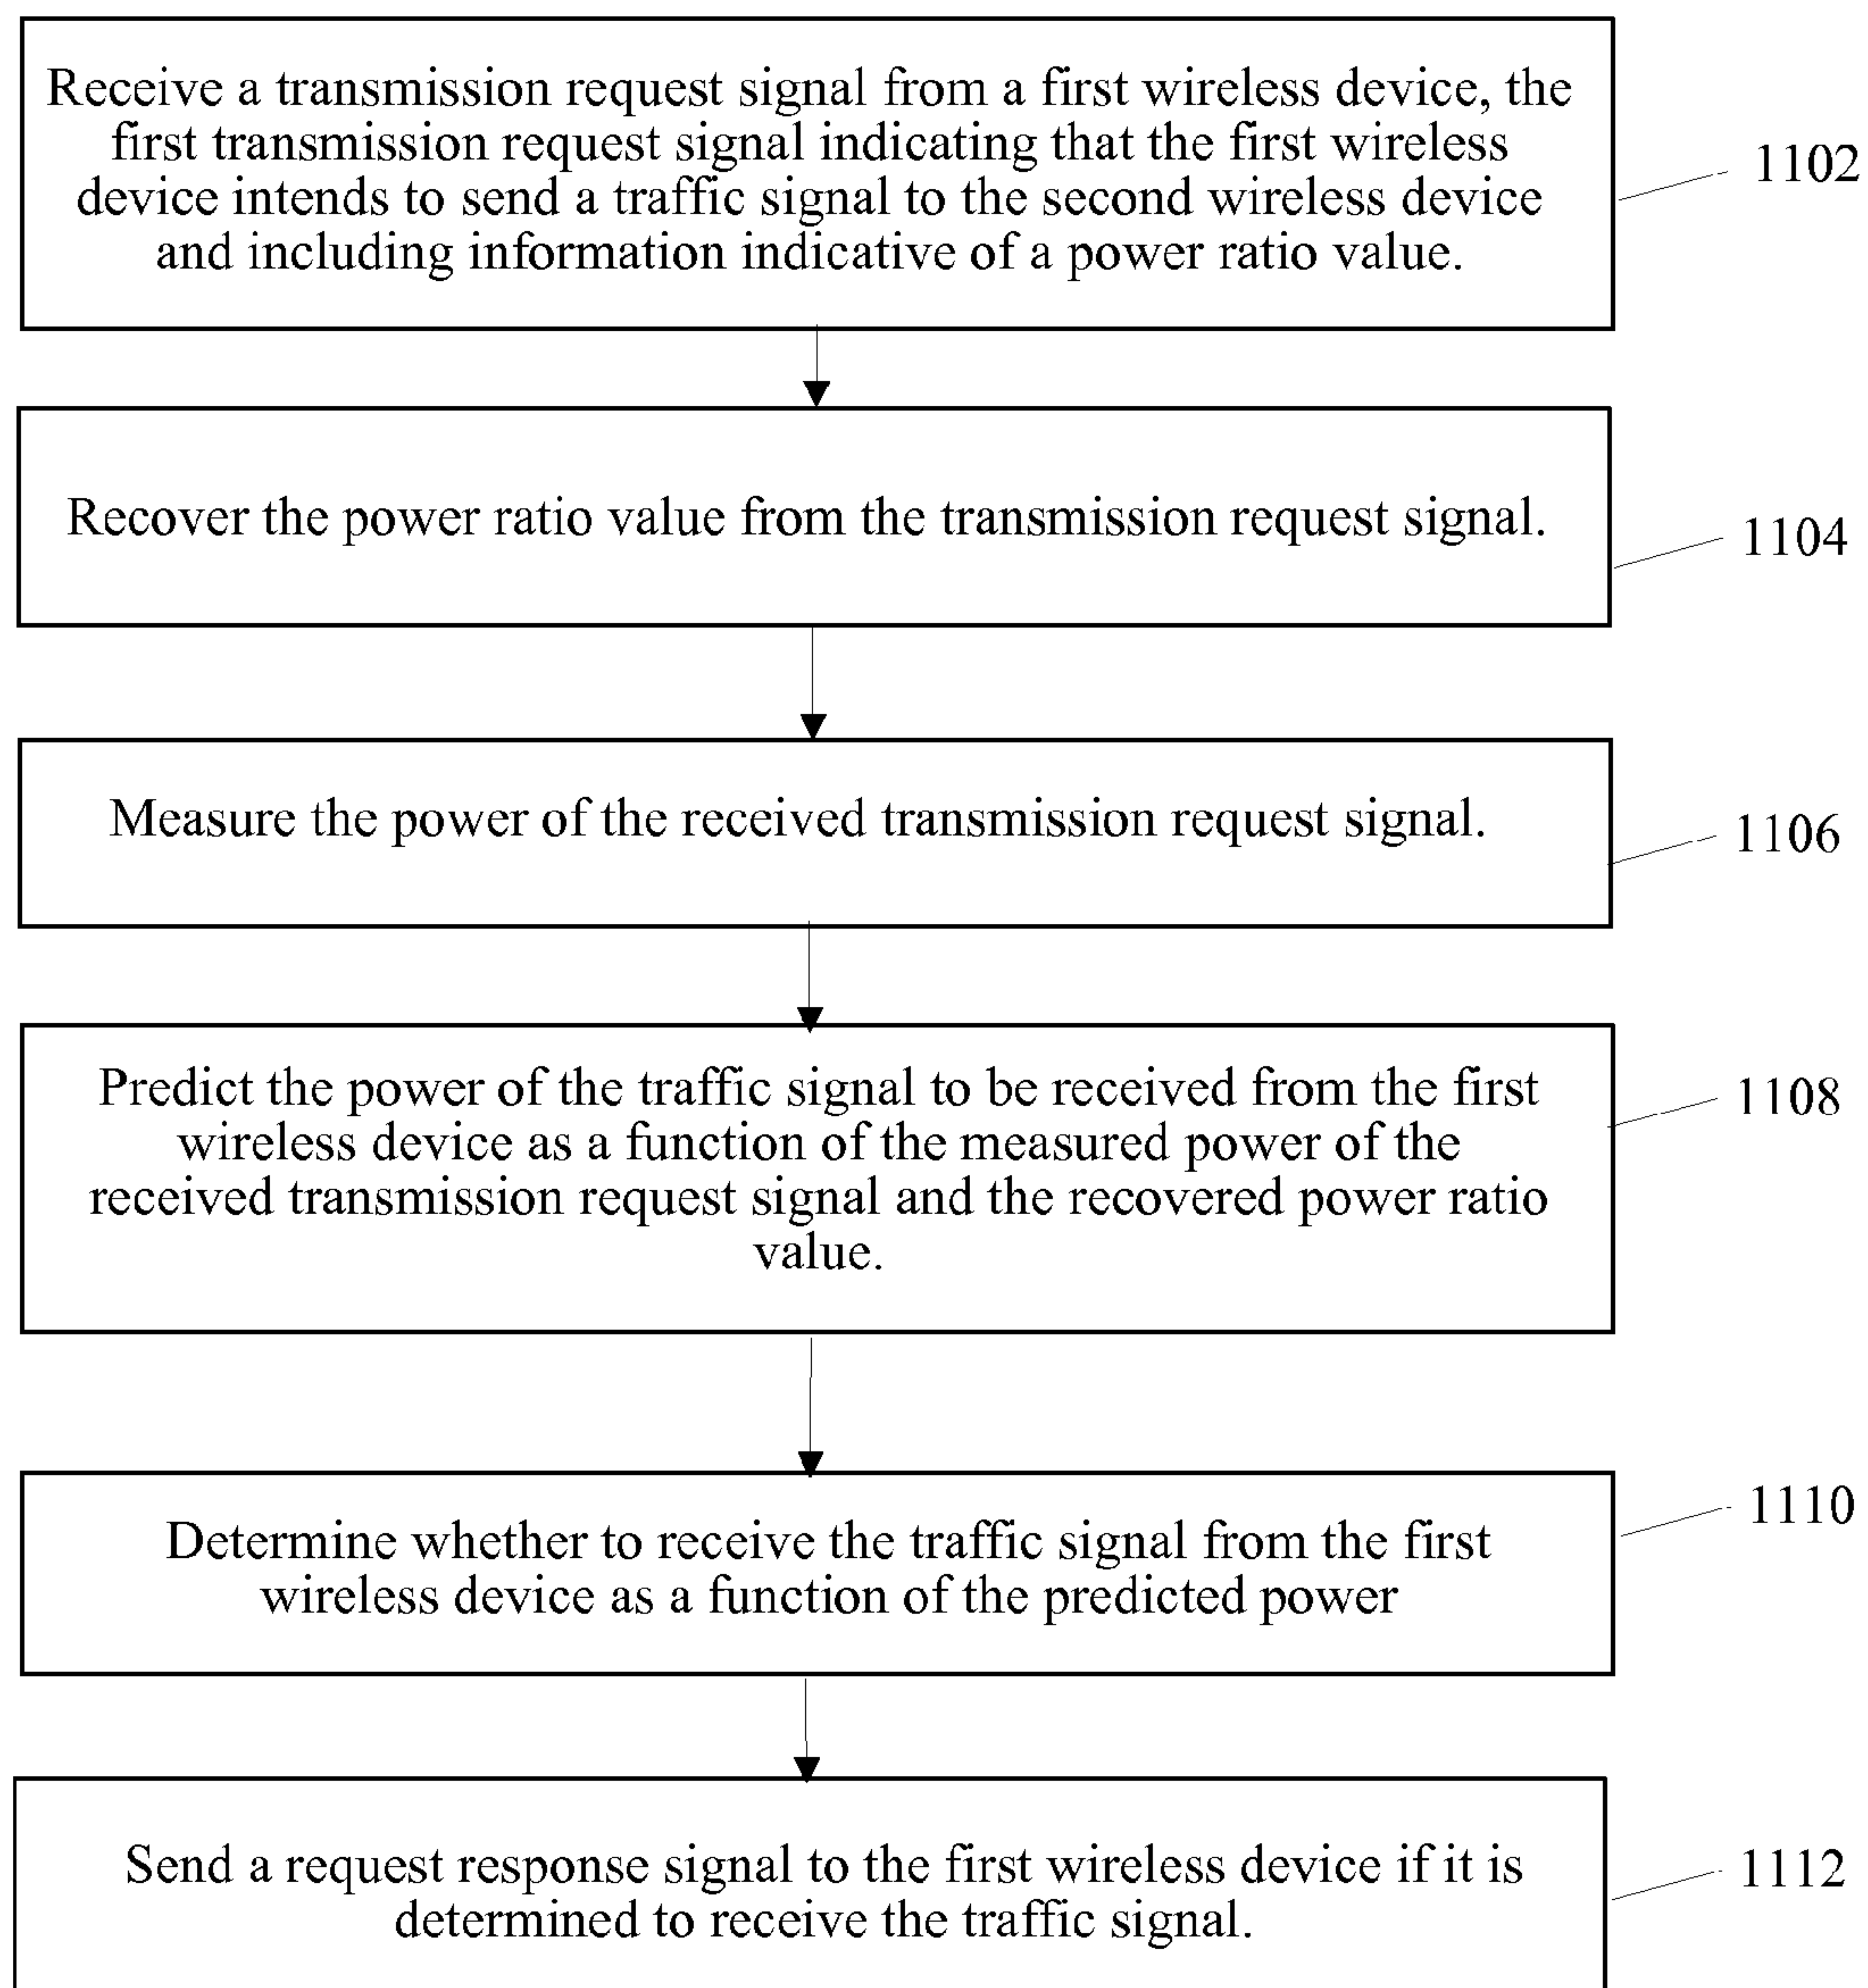 Receive a transmission request signal from a first wireless device, the
first transmission request signal indicating that the first wireless
device intends to send a traffic signal to the second wireless device
and including information indicative of a power ratio value.
1102
Recover the power ratio value from the transmission request signal.
1104
Measure the power of the received transmission request signal.
1106
Predict the power of the traffic signal to be received from the first
wireless device as a function of the measured power of the
received transmission request signal and the recovered power ratio
value.
1108
Determine whether to receive the traffic signal from the first
wireless device as a function of the predicted power
1110
Send a request response signal to the first wireless device if it is
determined to receive the traffic signal.
1112